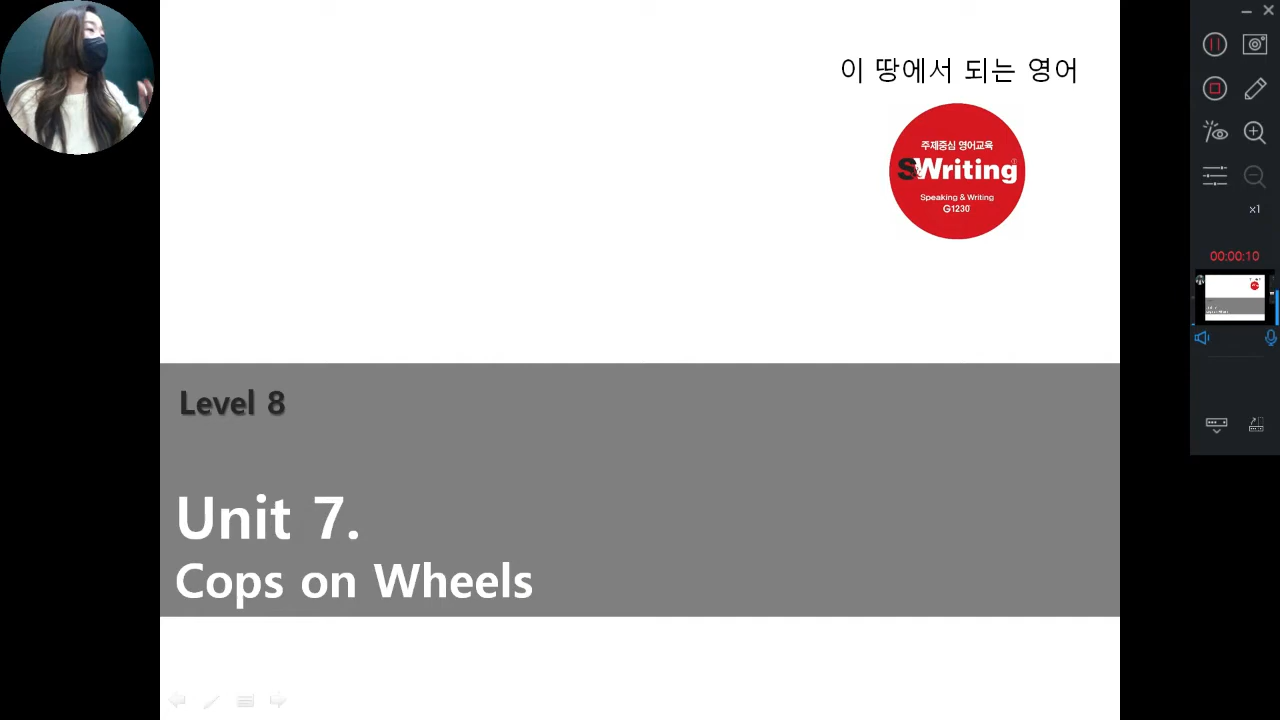 이 땅에서 되는 영어
주제중심 영어교육
SWriting
Speaking & Writing
G1230
Level 8
Unit 7.
Cops on Wheels
x1
00:00:10